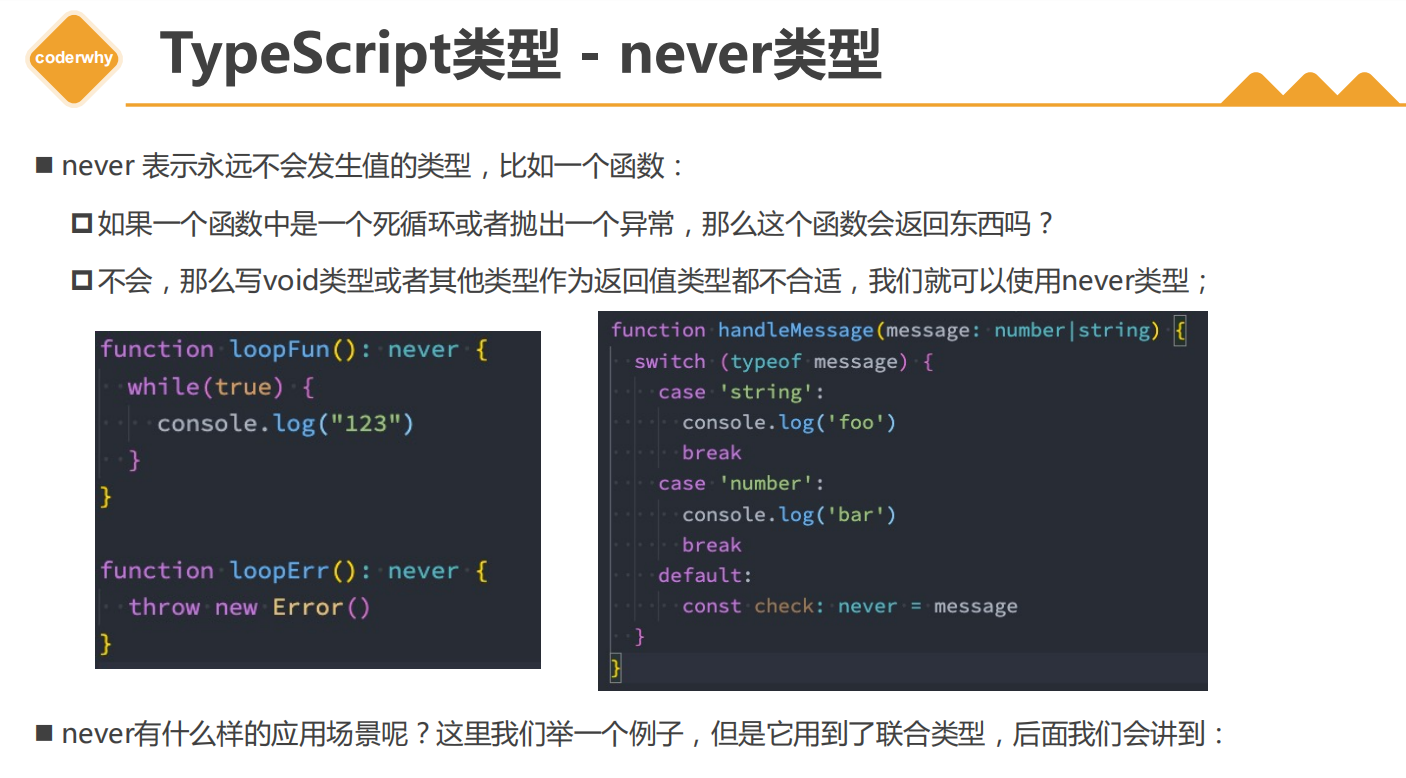 coderwhy
TypeScript类型 - never类型
never 表示永远不会发生值的类型，比如一个函数：
如果一个函数中是一个死循环或者抛出一个异常，那么这个函数会返回东西吗？
不会，那么写void类型或者其他类型作为返回值类型都不合适，我们就可以使用never类型；
function loopFun(): never {
  while(true) {
    console.log("123")
  }
}

function loopErr(): never {
  throw new Error()
}
function handleMessage(message: number|string) {
  switch (typeof message) {
    case 'string':
      console.log('foo')
      break
    case 'number':
      console.log('bar')
      break
    default:
      const check: never = message
  }
}
never有什么样的应用场景呢？这里我们举一个例子，但是它用到了联合类型，后面我们会讲到：